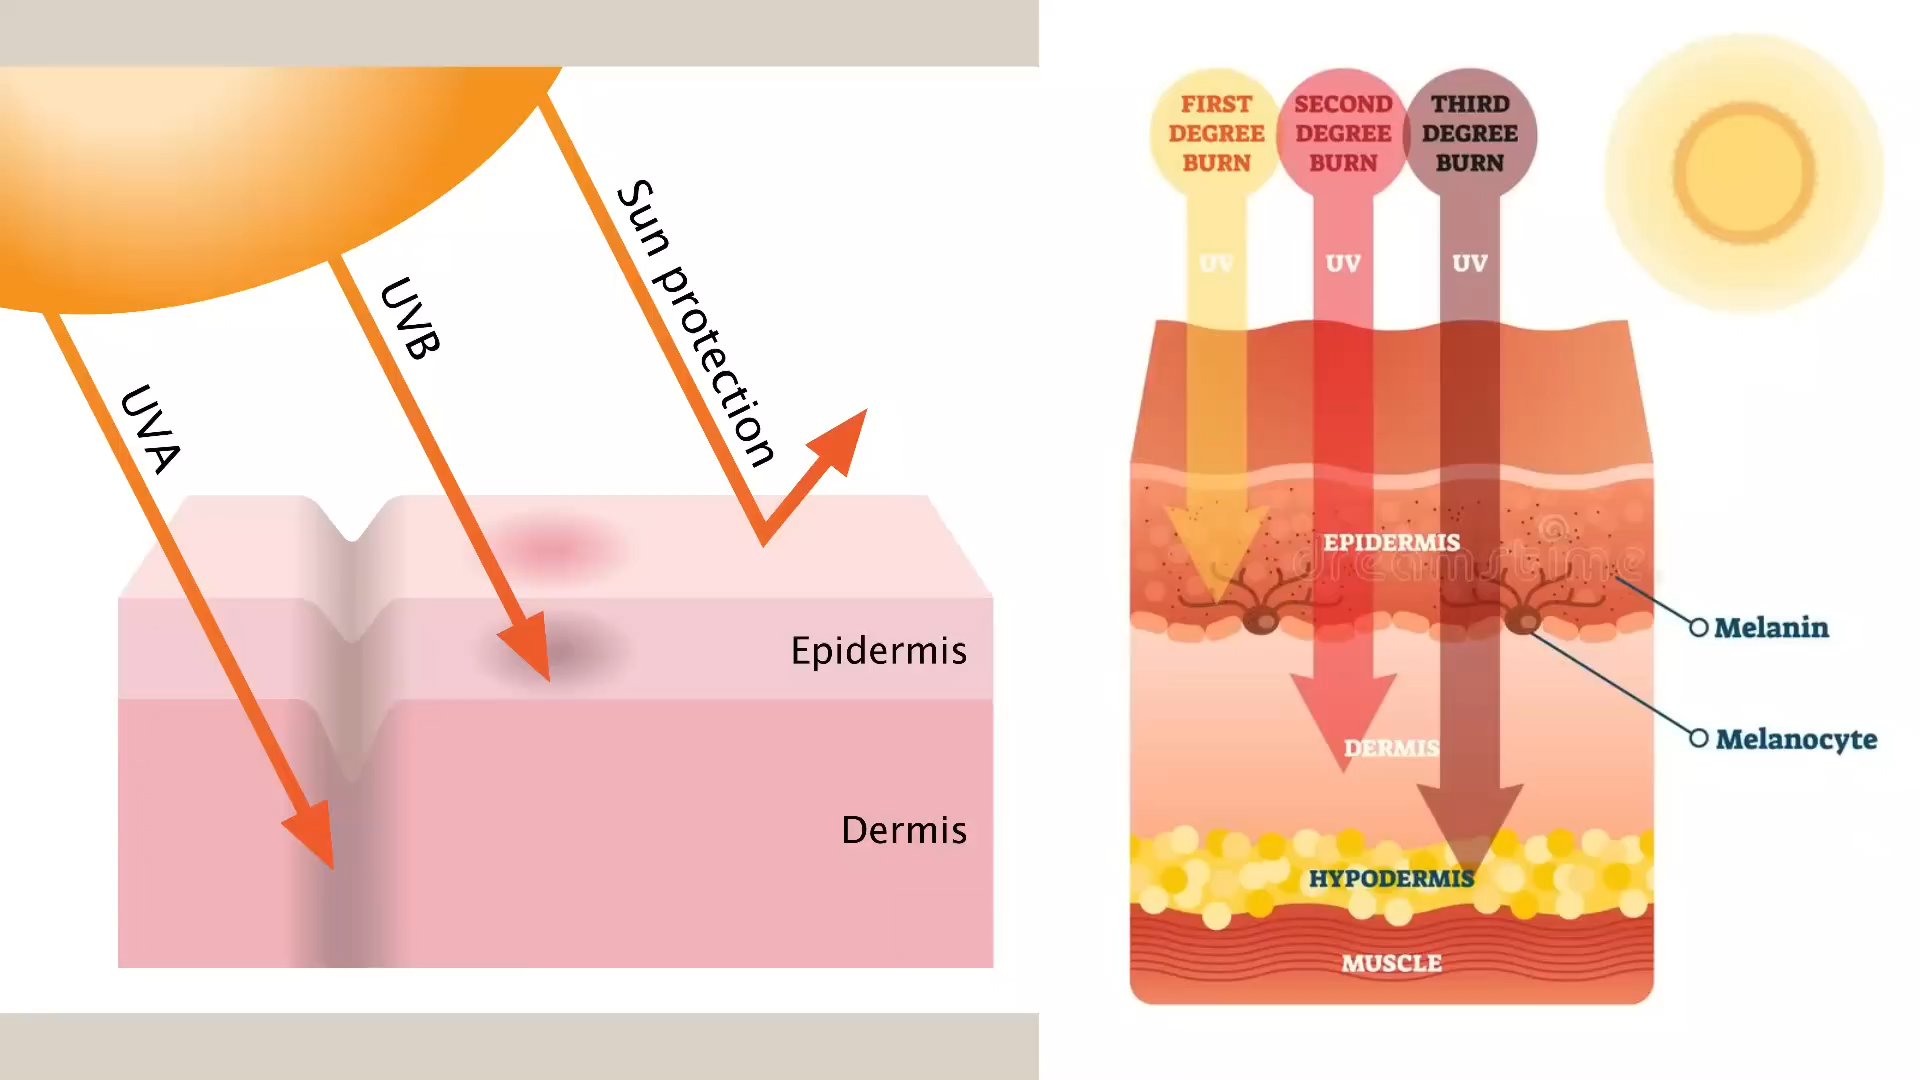 Sun protection
UVB
UVA
Epidermis
Dermis
FIRST
DEGREE
BURN
SECOND
DEGREE
BURN
THIRD
DEGREE
BURN
UV
UV
UV
EPIDERMIS
dreamstime
Melanin
DERMIS
Melanocyte
HYPODERMIS
MUSCLE